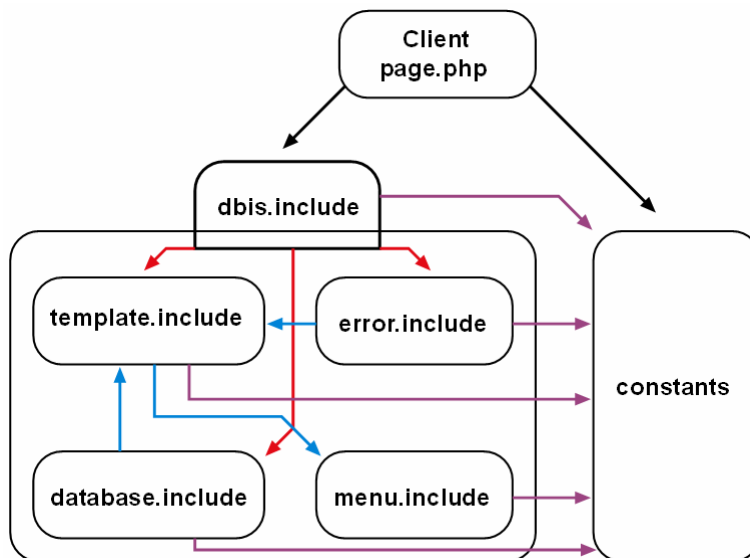 Client
page.php
dbis.include
template.include
error.include
constants
database.include
menu.include